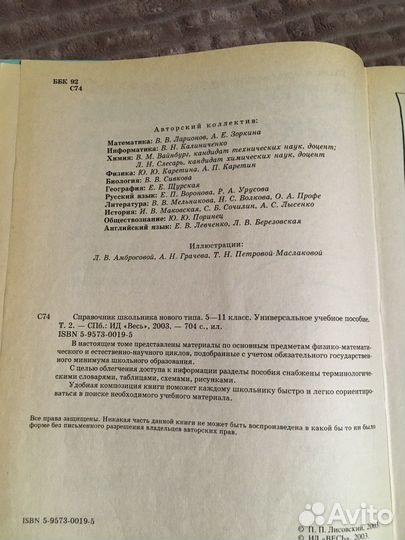 ББК 92
С74
Авторский коллектив:
Математика: В. В. Ларионов, А. Е. Зоркина
Информатика: В. Н. Калиниченко
Химия: В. М. Вайнбург, кандидат технических наук, доцент
Л. Н. Слесарь, кандидат химических наук, доцент
Физика: Ю. Ю. Каретина, А. П. Каретин
Биология: В. В. Сивкова
География: Е. Е. Щурская
Русский язык: Е. П. Воронова, Р. А. Урусова
Литература: В. В. Мельникова, Н. С. Волкова, О. А. Профе
История: И. В. Маковская, С. Б. Сочилин, А. С. Лысенко
Обществознание: Ю. Ю. Поринец
Английский язык: Е. В. Левченко, Л. В. Березовская
Иллюстрации:
Л. В. Амбросовой, А. Н. Грачева, Т. Н. Петровой-Маслаковой
С74 Справочник школьника нового типа. 5—11 класс. Универсальное учебное пособие.
Т. 2. — СПб.: ИД «Весь», 2003. — 704 с., ил.
ISBN 5-9573-0019-5
В настоящем томе представлены материалы по основным предметам физико-матема-
тического и естественно-научного циклов, подобранные с учетом обязательного государствен-
ного минимума школьного образования.
С целью облегчения доступа к информации разделы пособия снабжены терминологиче-
скими словарями, таблицами, схемами, рисунками.
Удобная композиция книги поможет каждому школьнику быстро и легко сориентиро-
ваться в поиске необходимого учебного материала.
Все права защищены. Никакая часть данной книги не может быть воспроизведена в какой бы то ни было
форме без письменного разрешения владельцев авторских прав.
© П. П. Лисовский, 2003
ISBN 5-9573-0019-5 © ИД «ВЕСЬ», 2003
Avito